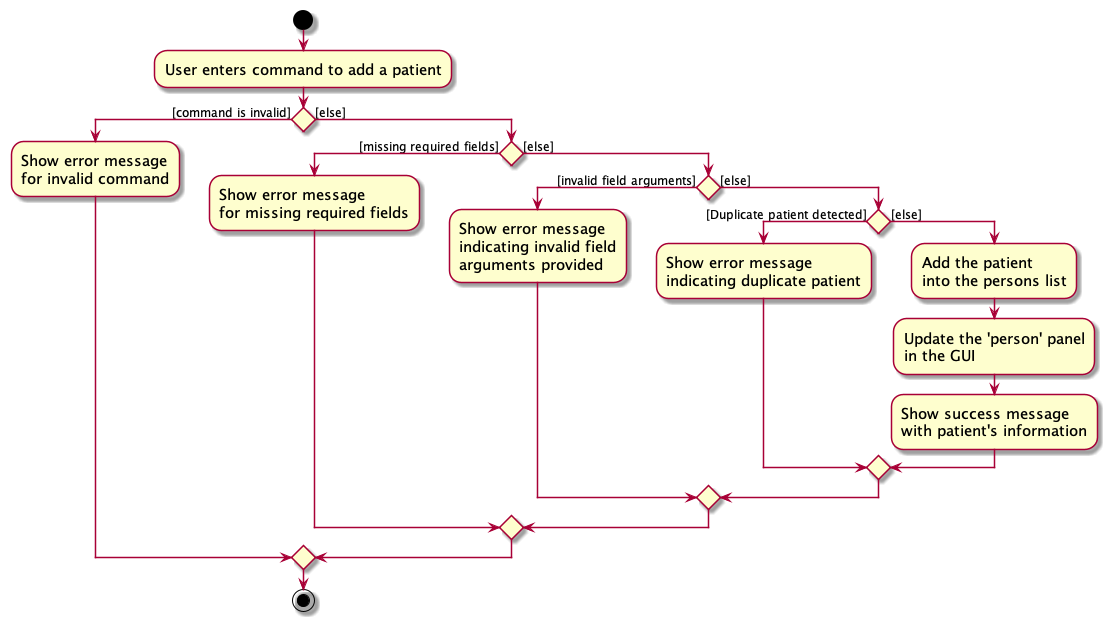 User enters command to add a patient
[command is invalid]
[else]
Show error message
for invalid command
[missing required fields]
[else]
Show error message
for missing required fields
[invalid field arguments]
[else]
Show error message
indicating invalid field
arguments provided
[Duplicate patient detected]
[else]
Show error message
indicating duplicate patient
Add the patient
into the persons list
Update the 'person' panel
in the GUI
Show success message
with patient's information